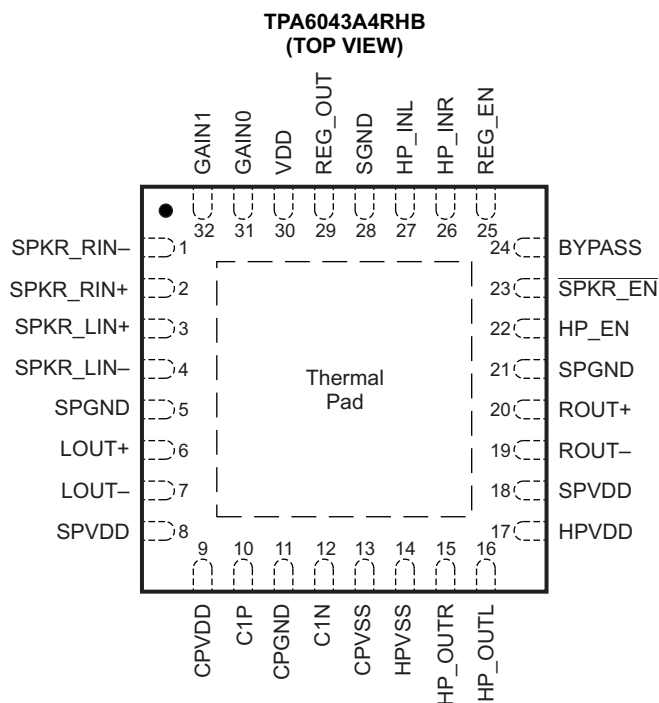 TPA6043A4RHB
(TOP VIEW)
GAIN1
GAIN0
VDD
REG_OUT
SGND
HP_INL
HP_INR
REG_EN
32
31
30
29
28
27
26
25
SPKR_RIN–
1
SPKR_RIN+
2
SPKR_LIN+
3
SPKR_LIN–
4
SPGND
5
LOUT+
6
LOUT–
7
SPVDD
8
24
BYPASS
23
SPKR_EN
22
HP_EN
21
SPGND
20
ROUT+
19
ROUT–
18
SPVDD
17
HPVDD
Thermal
Pad
9
10
11
12
13
14
15
16
CPVDD
C1P
CPGND
C1N
CPVSS
HPVSS
HP_OUTR
HP_OUTL